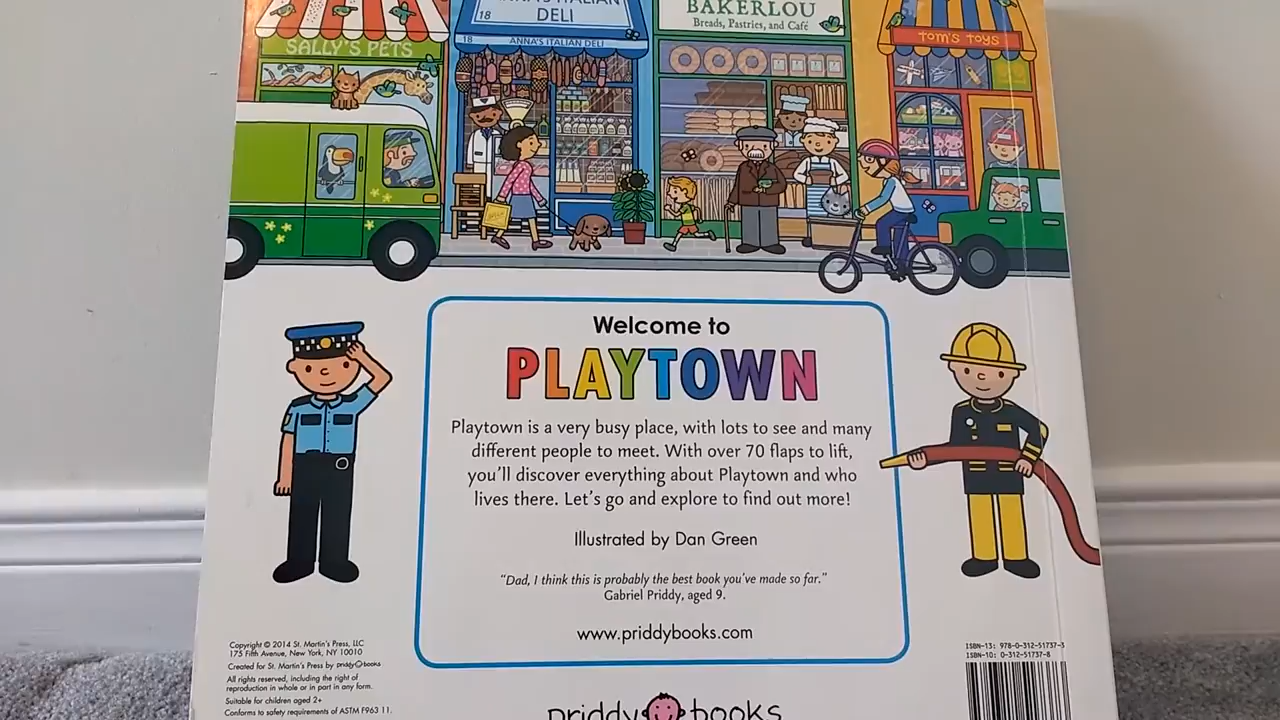 ANNA'S ITALIAN
DELI
18
18 ANNA'S ITALIAN DELI
SALLY'S PETS
BAKERLOU
Breads, Pastries, and Café
TOM'S TOYS
Welcome to
PLAYTOWN
Playtown is a very busy place, with lots to see and many
different people to meet. With over 70 flaps to lift,
you'll discover everything about Playtown and who
lives there. Let's go and explore to find out more!
Illustrated by Dan Green
"Dad, I think this is probably the best book you've made so far."
Gabriel Priddy, aged 9.
www.priddybooks.com
Copyright © 2014 St. Martin's Press, LLC
175 Fifth Avenue, New York, NY 10010
Created for St. Martin's Press by priddy books
All rights reserved, including the right of
reproduction in whole or in part in any form.
Suitable for children aged 2+
Conforms to safety requirements of ASTM F963 11.
ISBN-13: 978-0-312-51737-3
ISBN-10: 0-312-51737-8
priddy books